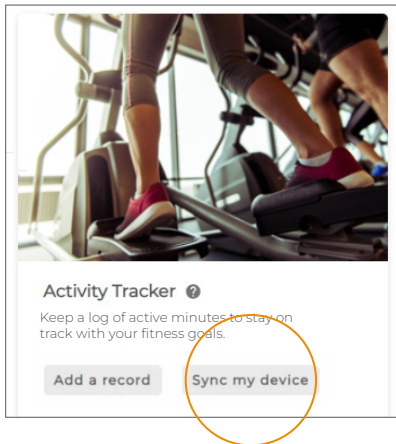 Activity Tracker
Keep a log of active minutes to stay on
track with your fitness goals.
Add a record
Sync my device